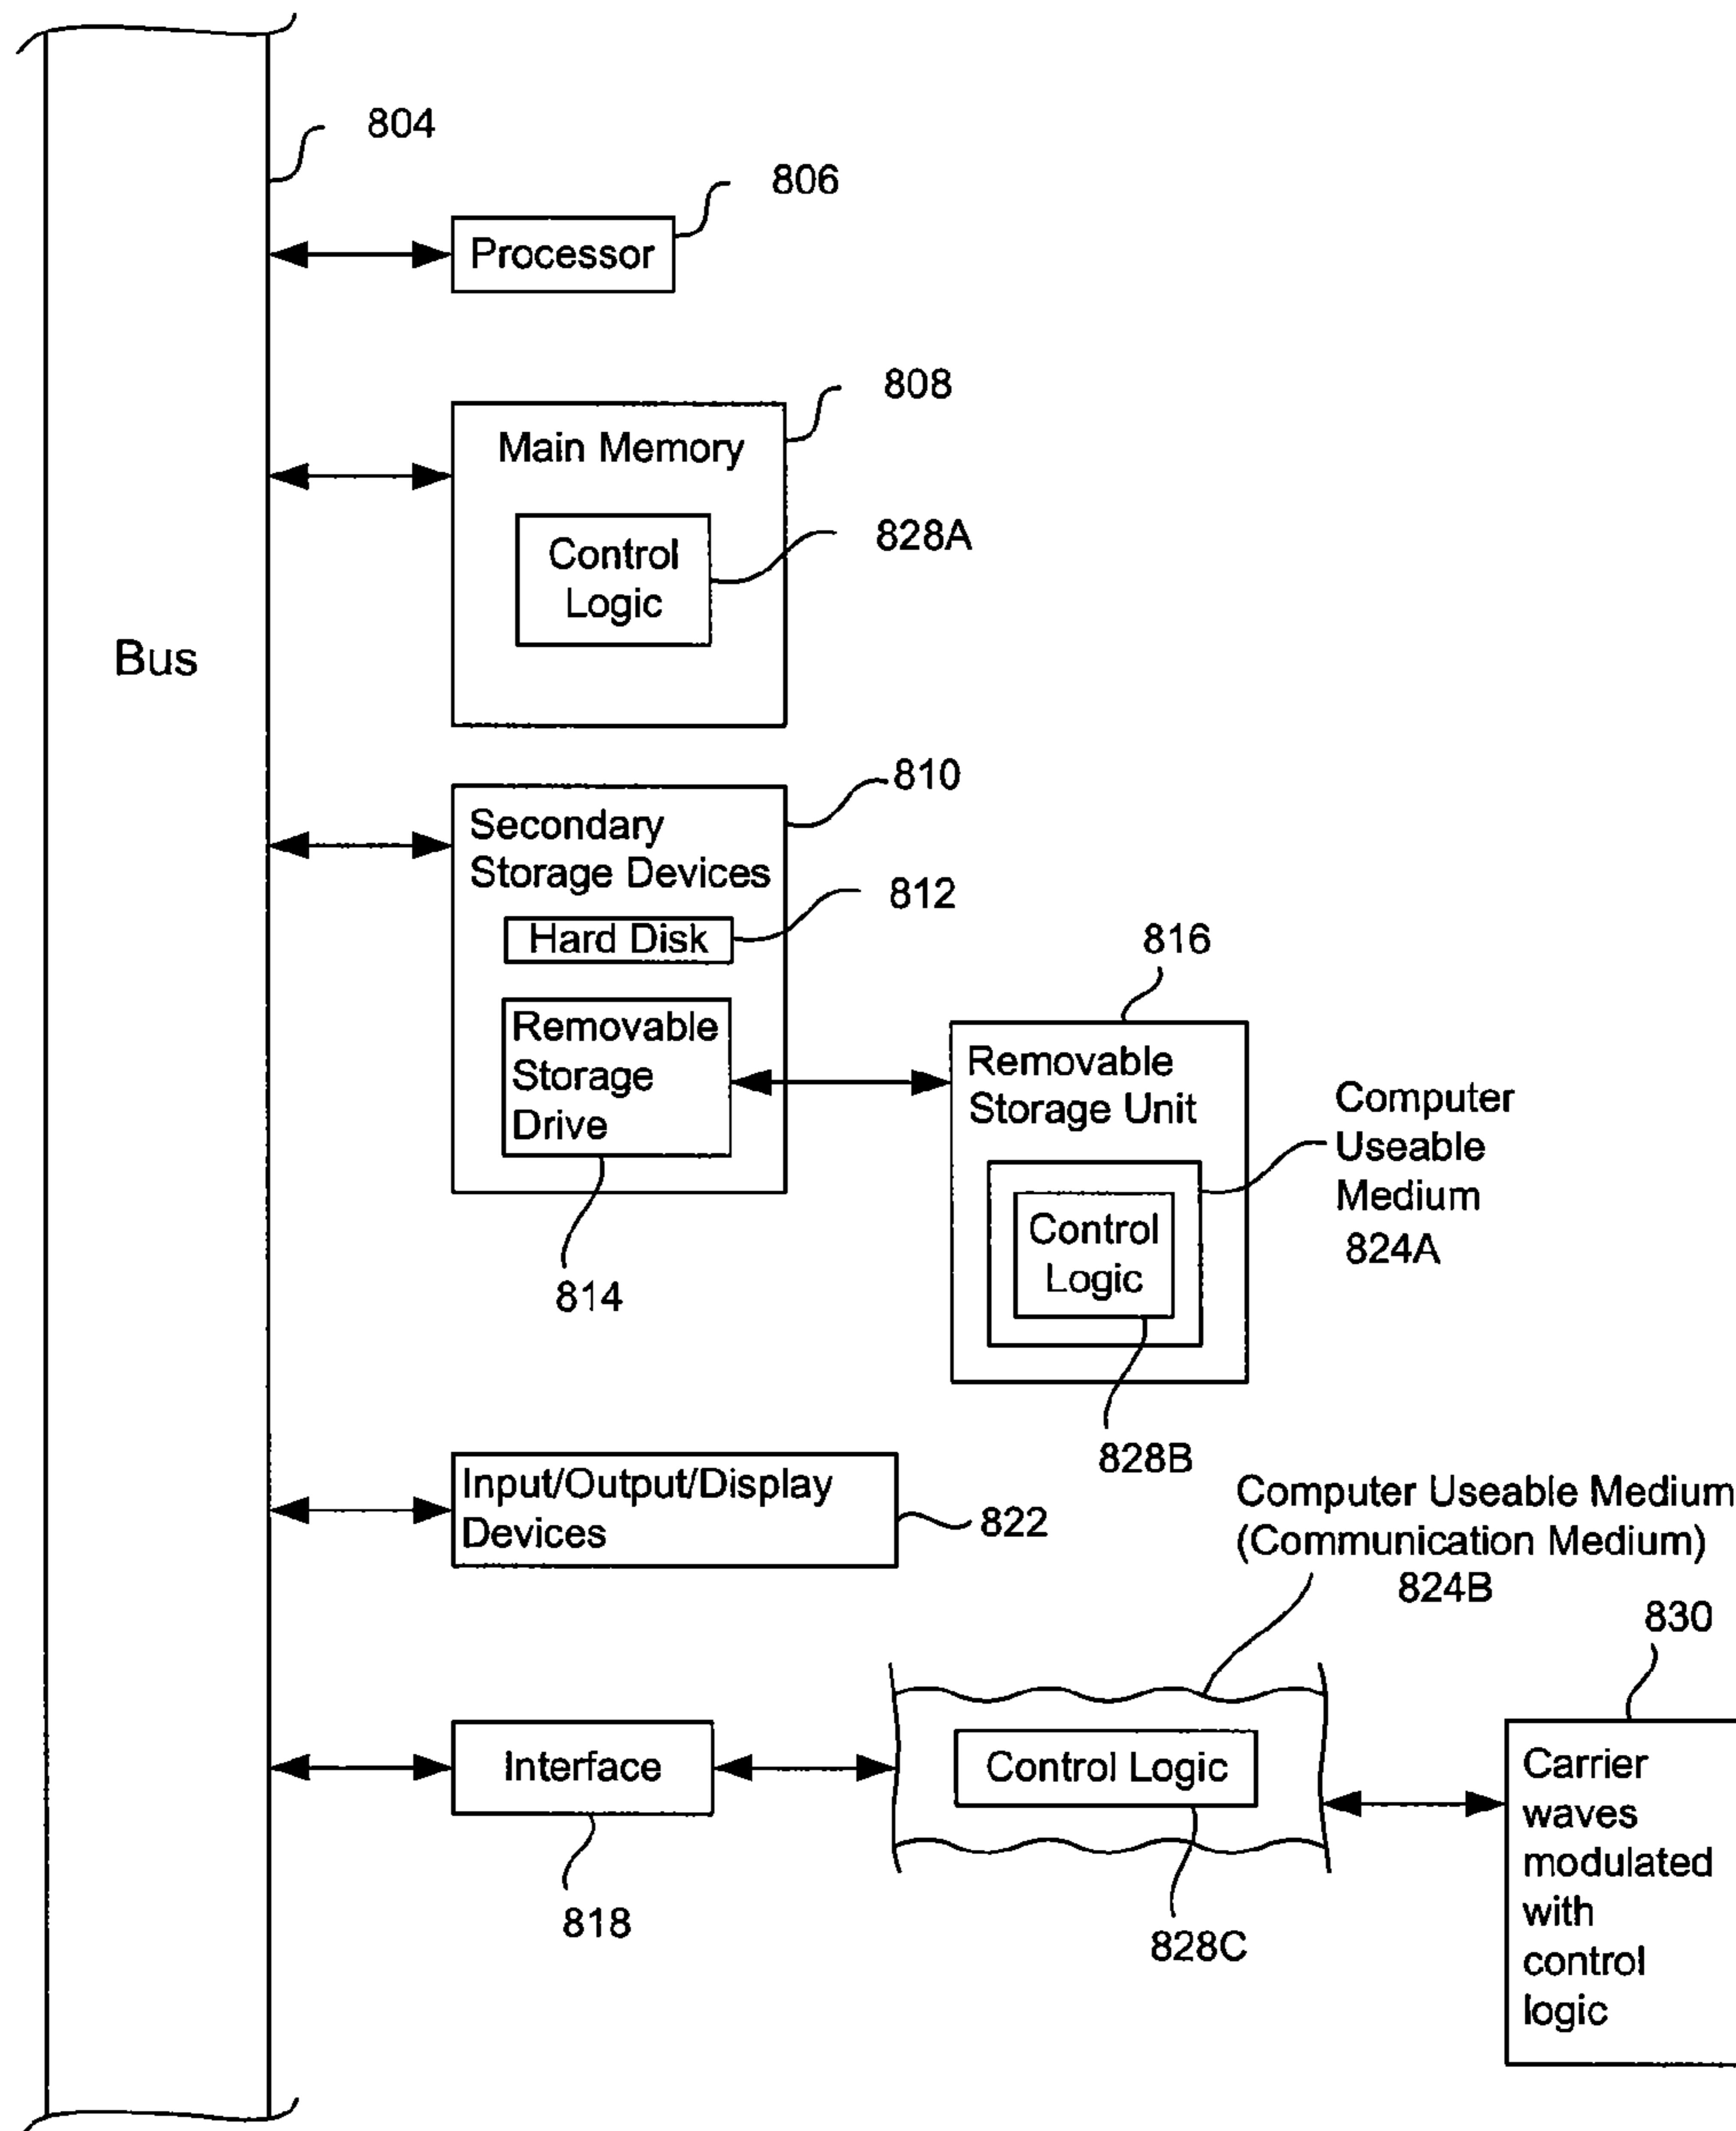 804
806
Processor
808
Main Memory
828A
Control
Logic
Bus
810
Secondary
Storage Devices
812
Hard Disk
816
Removable
Storage
Drive
Removable
Storage Unit
Computer
Useable
Medium
824A
Control
Logic
814
828B
Input/Output/Display
Devices
822
Computer Useable Medium
(Communication Medium)
824B
830
Interface
Control Logic
Carrier
waves
modulated
with
control
logic
818
828C